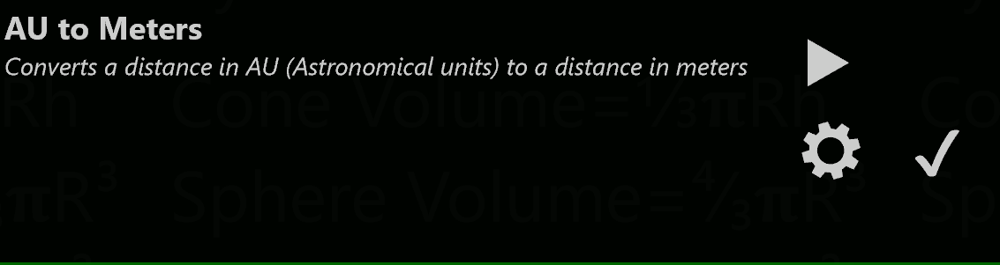 AU to Meters
Converts a distance in AU (Astronomical units) to a distance in meters
Rh Cone Volume=⅓πRh Co
πR³ Sphere Volume=⁴⁄₃πR³ Sp